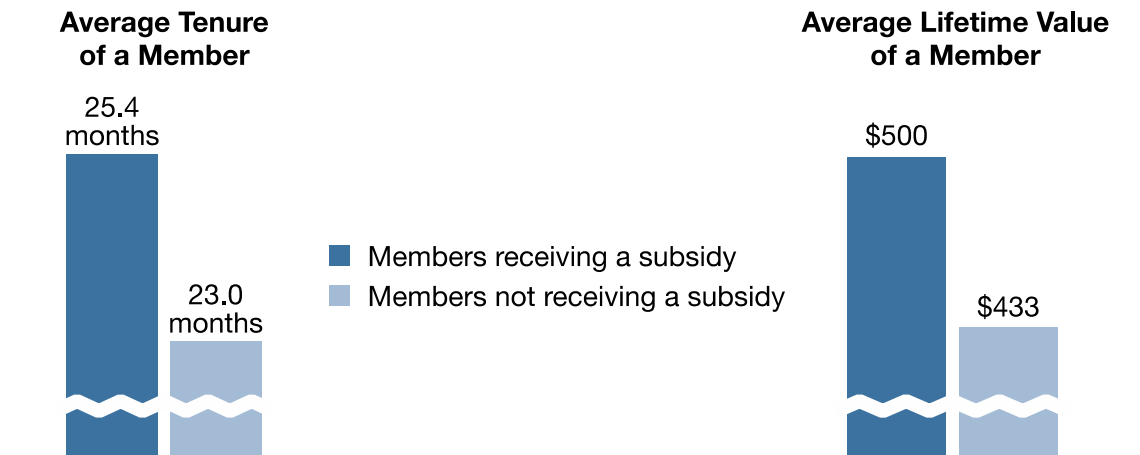 Average Tenure
of a Member
25.4
months
23.0
months
Members receiving a subsidy
Members not receiving a subsidy
Average Lifetime Value
of a Member
$500
$433